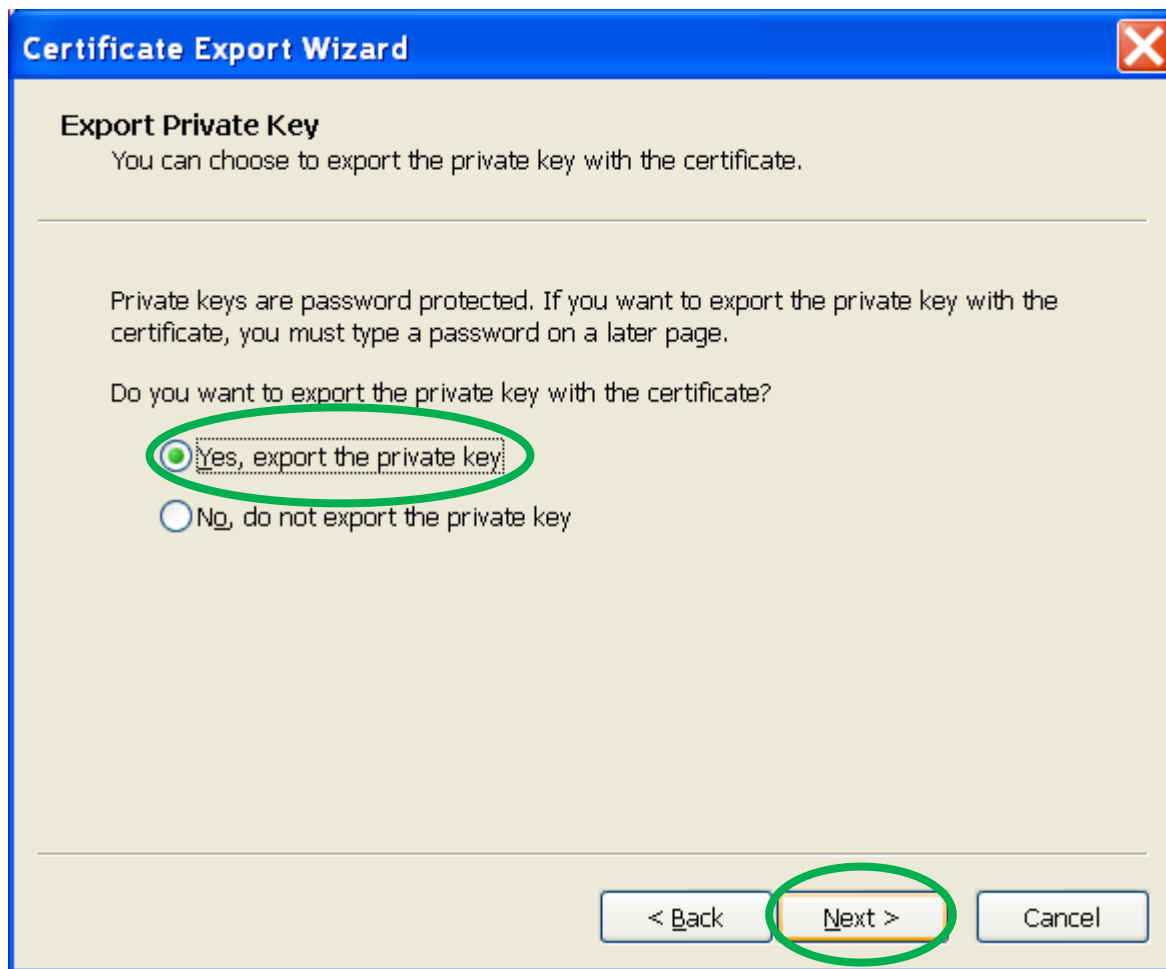 Certificate Export Wizard
Export Private Key
You can choose to export the private key with the certificate.
Private keys are password protected. If you want to export the private key with the
certificate, you must type a password on a later page.
Do you want to export the private key with the certificate?
Yes, export the private key
No, do not export the private key
< Back
Next >
Cancel